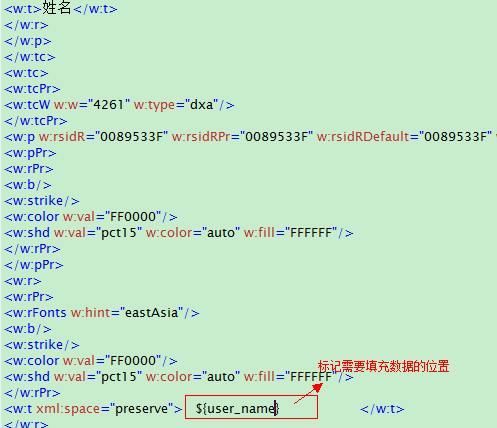 <w:t>姓名</w:t>
</w:r>
</w:p>
</w:tc>
<w:tc>
<w:tcPr>
<w:tcW w:w="4261" w:type="dxa"/>
</w:tcPr>
<w:p w:rsidR="0089533F" w:rsidRPr="0089533F" w:rsidRDefault="0089533F"
<w:pPr>
<w:rPr>
<w:b/>
<w:strike/>
<w:color w:val="FF0000"/>
<w:shd w:val="pct15" w:color="auto" w:fill="FFFFFF"/>
</w:rPr>
</w:pPr>
<w:r>
<w:rPr>
<w:rFonts w:hint="eastAsia"/>
<w:b/>
<w:strike/>
<w:color w:val="FF0000"/>
标记需要填充数据的位置
<w:shd w:val="pct15" w:color="auto" w:fill="FFFFFF"/>
</w:rPr>
<w:t xml:space="preserve"> ${user_name} </w:t>
</w:r>